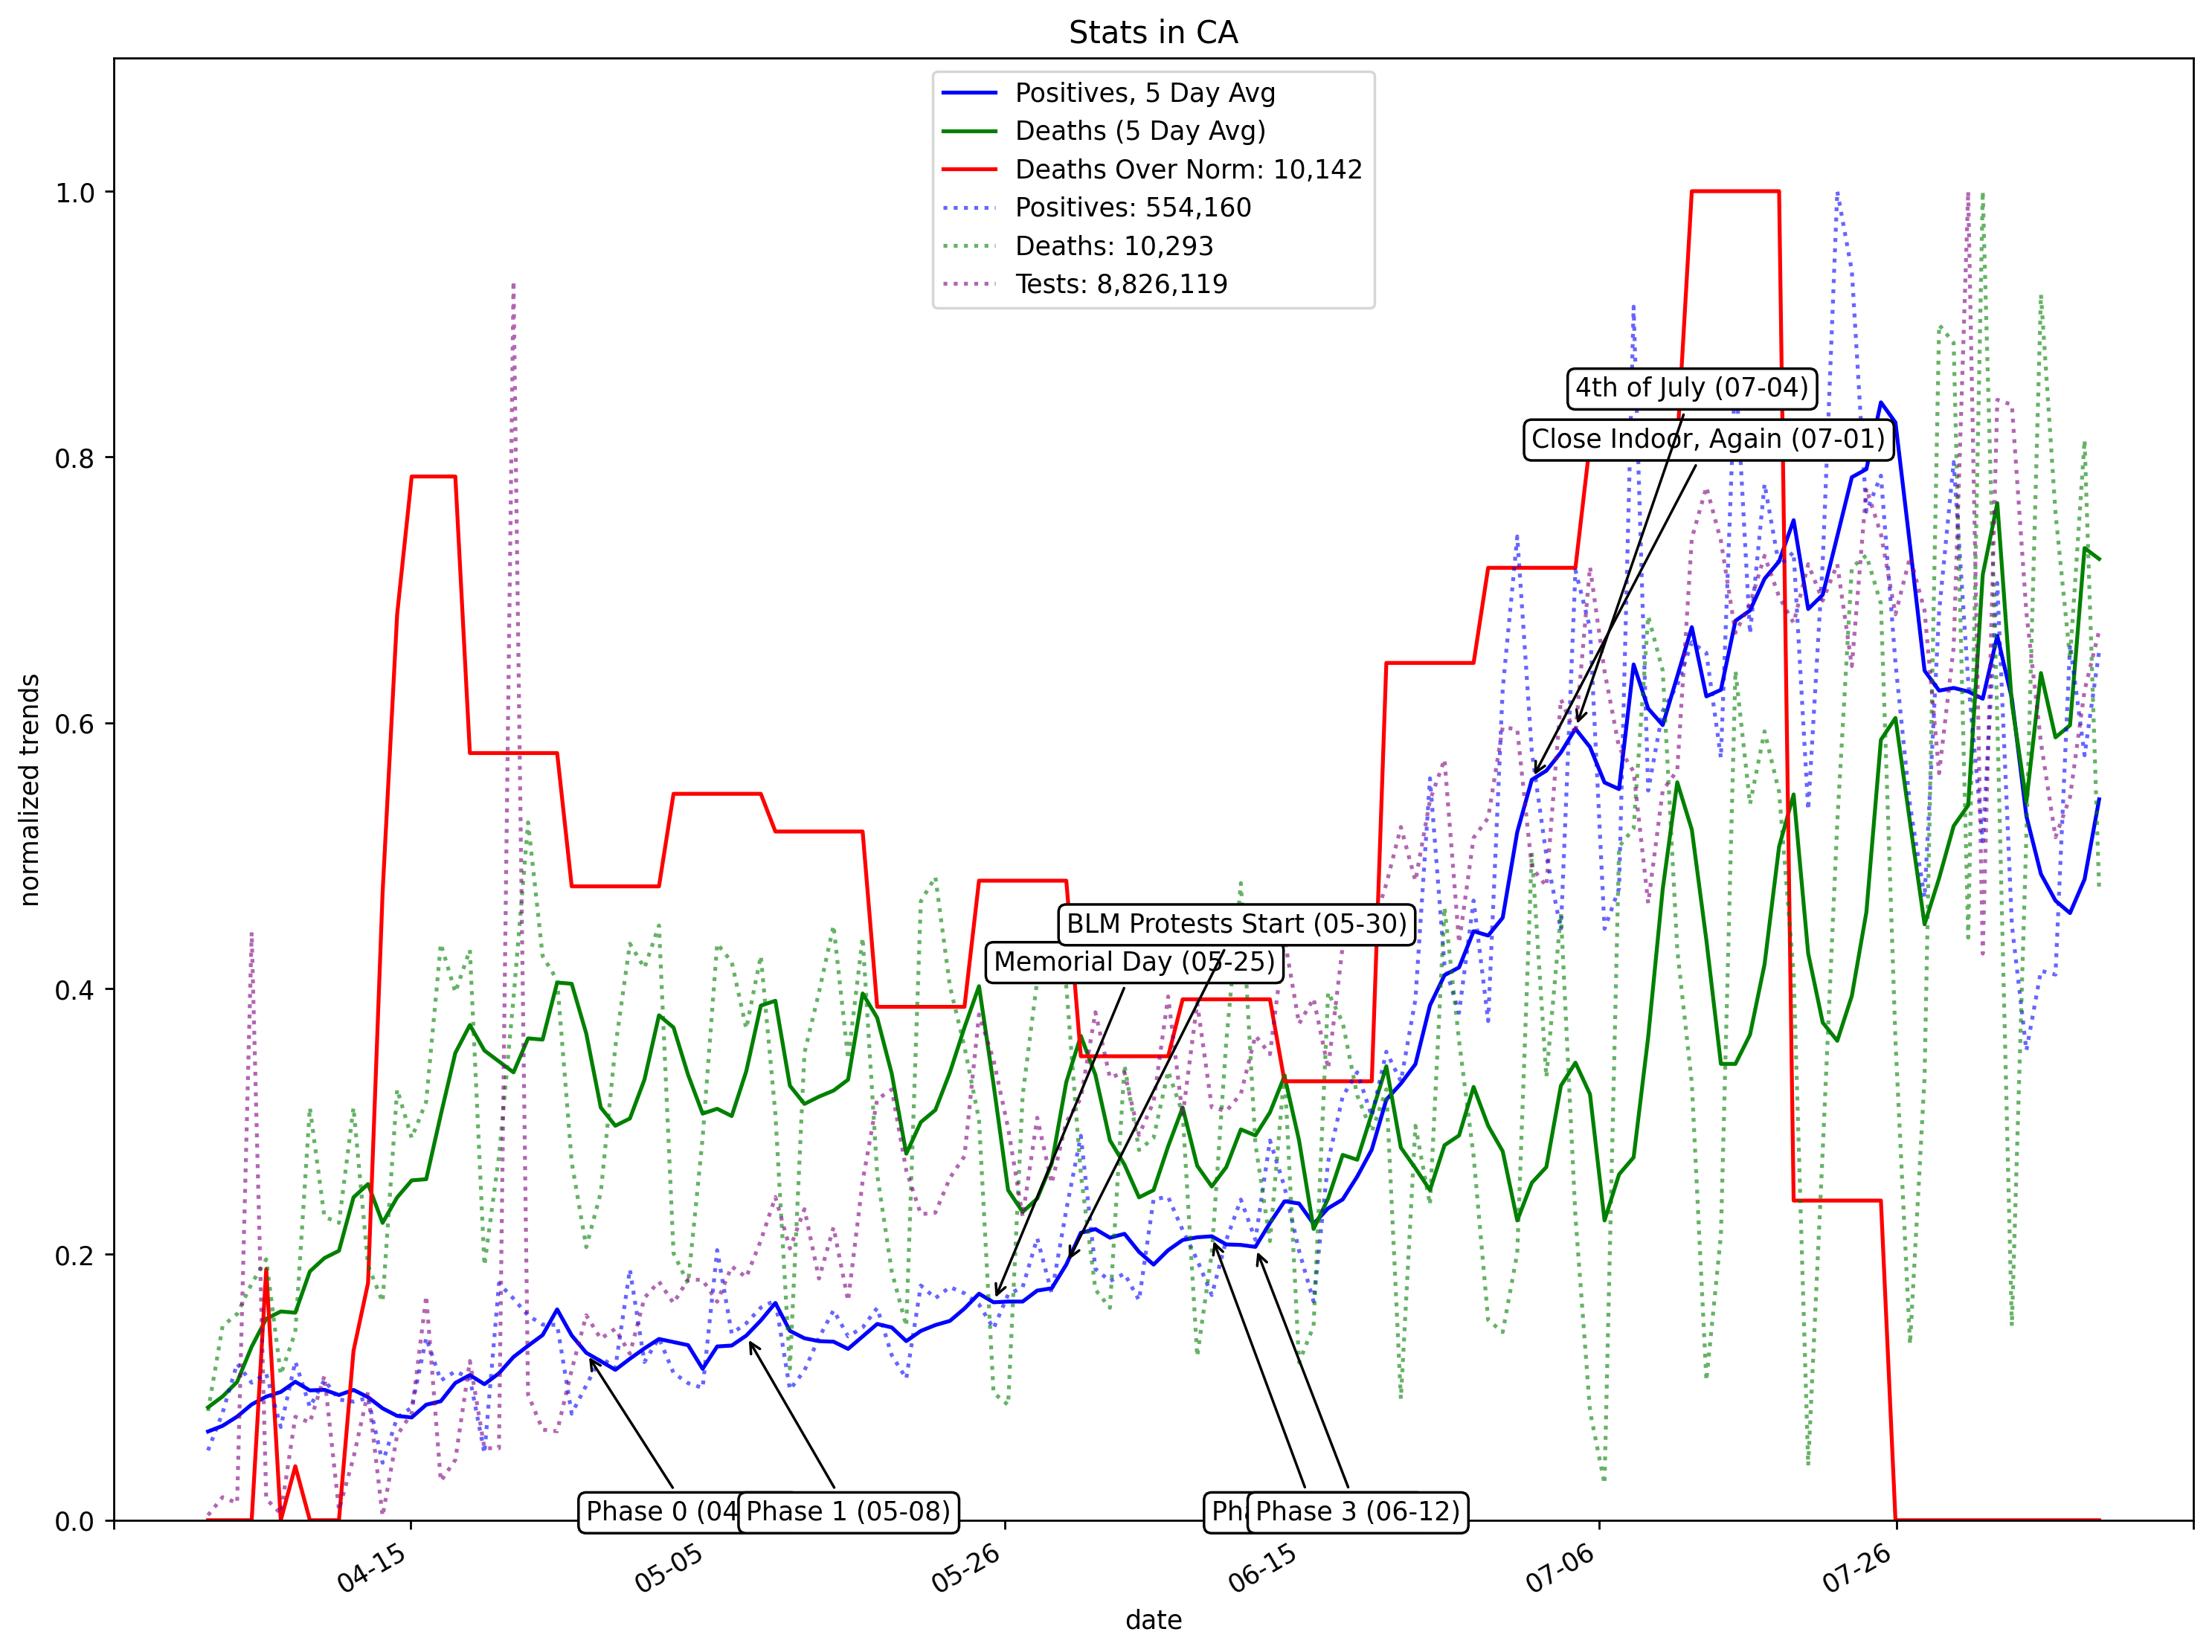 Stats in CA
Positives, 5 Day Avg
Deaths (5 Day Avg)
Deaths Over Norm: 10,142
Positives: 554,160
Deaths: 10,293
Tests: 8,826,119
1.0
0.8
0.6
0.4
0.2
0.0
normalized trends
4th of July (07-04)
Close Indoor, Again (07-01)
BLM Protests Start (05-30)
Memorial Day (05-25)
Phase 0 (04
Phase 1 (05-08)
Phase 3 (06-12)
04-15
05-05
05-26
06-15
07-06
07-26
date